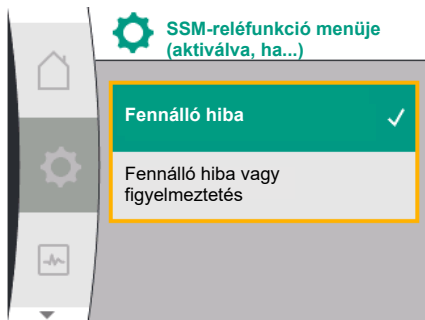 SSM-reléfunkció menüje
(aktiválva, ha...)
Fennálló hiba
Fennálló hiba vagy
figyelmeztetés